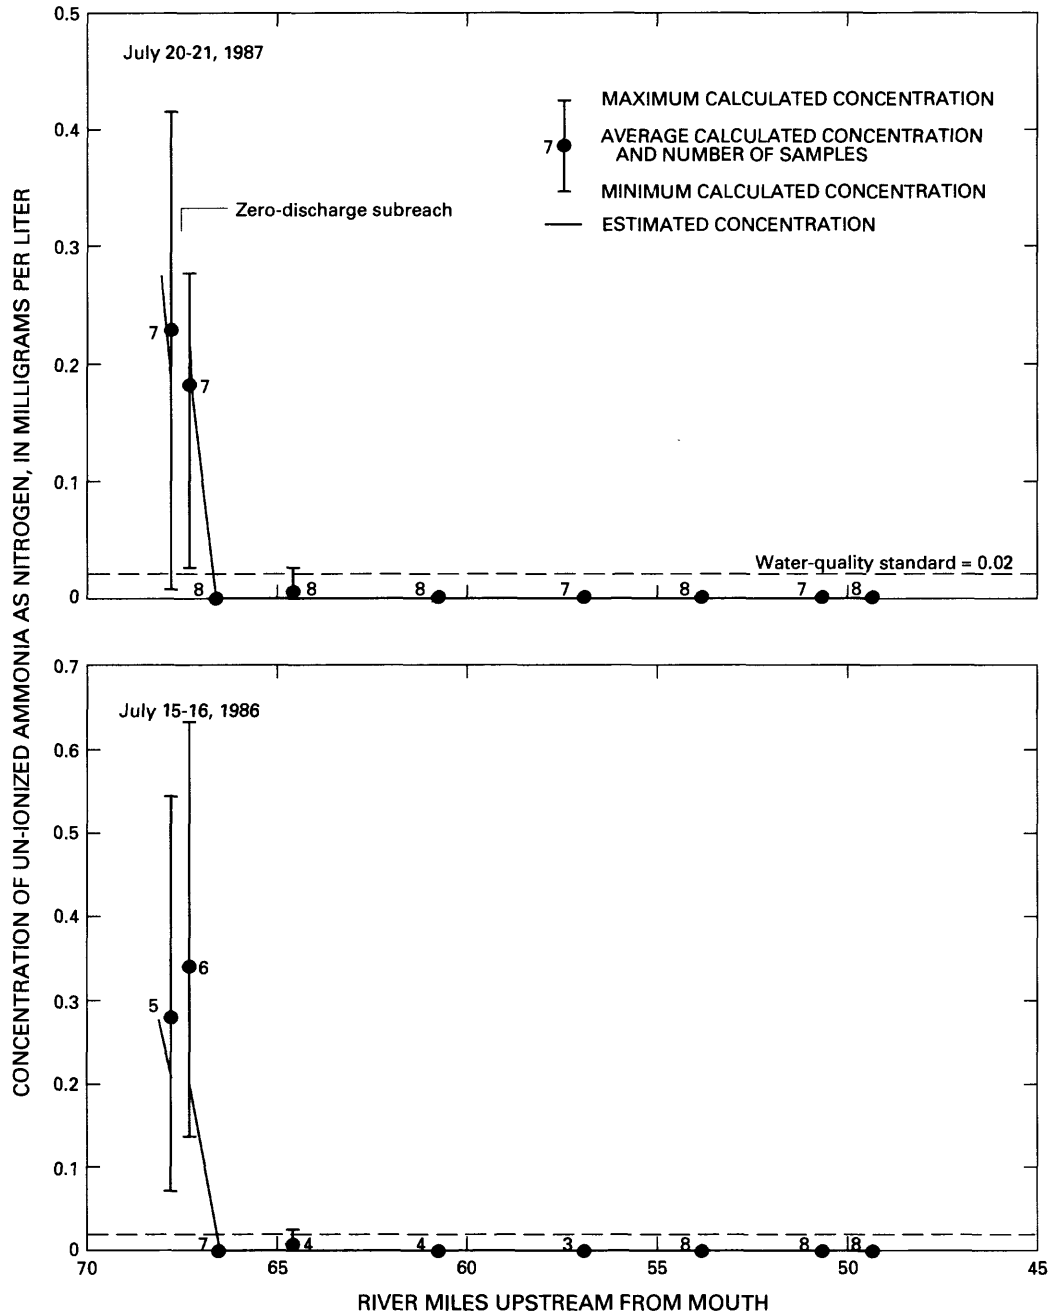 CONCENTRATION OF UN-IONIZED AMMONIA AS NITROGEN, IN MILLIGRAMS PER LITER
0.5
July 20-21, 1987
MAXIMUM CALCULATED CONCENTRATION
0.4
7
AVERAGE CALCULATED CONCENTRATION
AND NUMBER OF SAMPLES
MINIMUM CALCULATED CONCENTRATION
Zero-discharge subreach
ESTIMATED CONCENTRATION
0.3
7
0.2
7
0.1
Water-quality standard = 0.02
0
8 8 8 7 8 7 8
0.7
July 15-16, 1986
0.6
0.5
0.4
6
0.3
5
0.2
0.1
0
7 4 4 3 8 8 8
70 65 60 55 50 45
RIVER MILES UPSTREAM FROM MOUTH